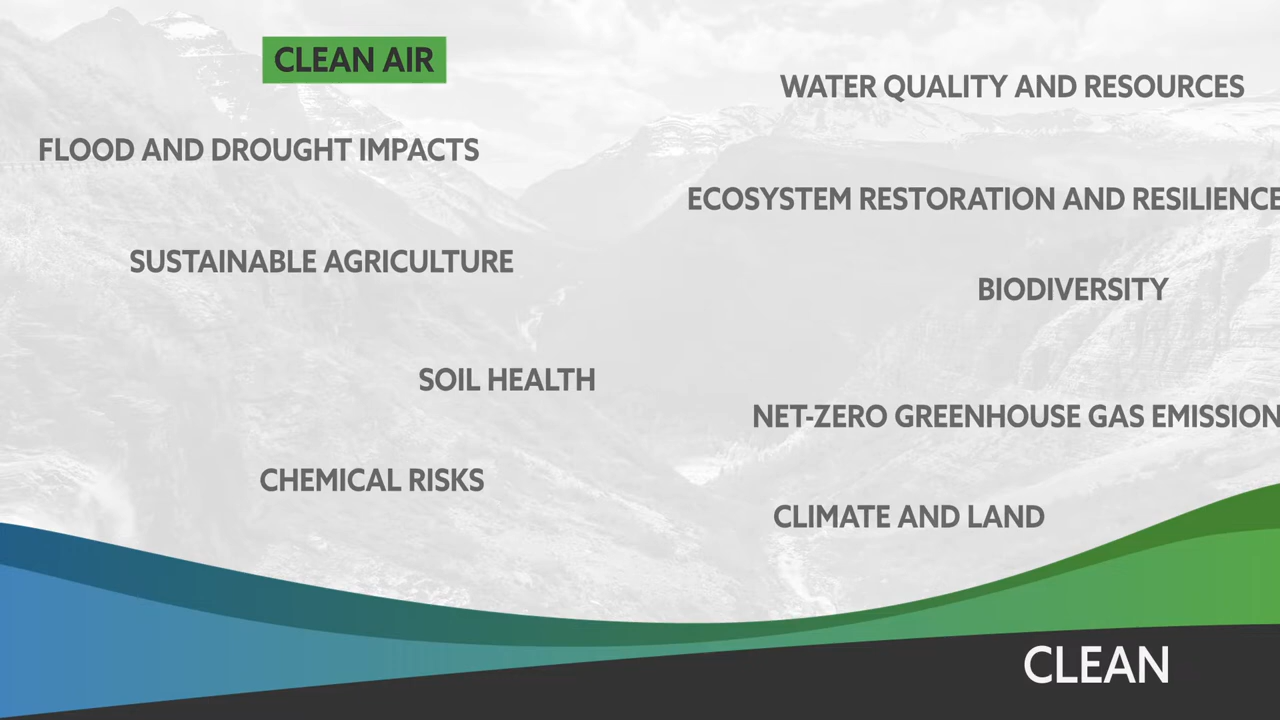 CLEAN AIR
WATER QUALITY AND RESOURCES
FLOOD AND DROUGHT IMPACTS
ECOSYSTEM RESTORATION AND RESILIENCE
SUSTAINABLE AGRICULTURE
BIODIVERSITY
SOIL HEALTH
NET-ZERO GREENHOUSE GAS EMISSION
CHEMICAL RISKS
CLIMATE AND LAND
CLEAN